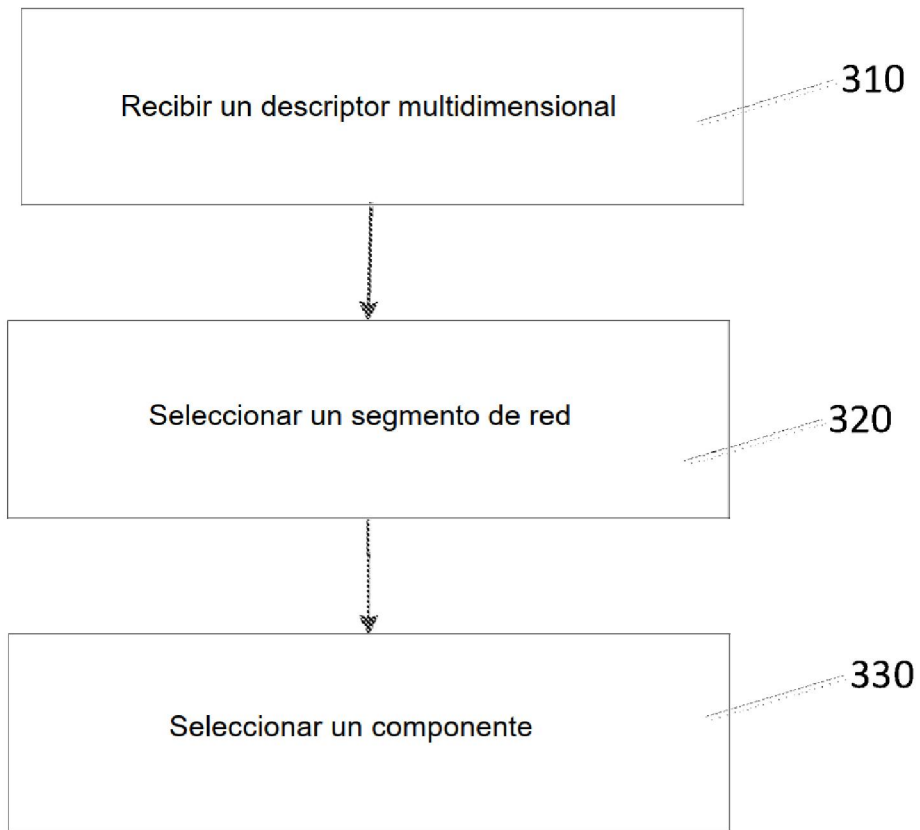 Recibir un descriptor multidimensional
310
Seleccionar un segmento de red
320
Seleccionar un componente
330